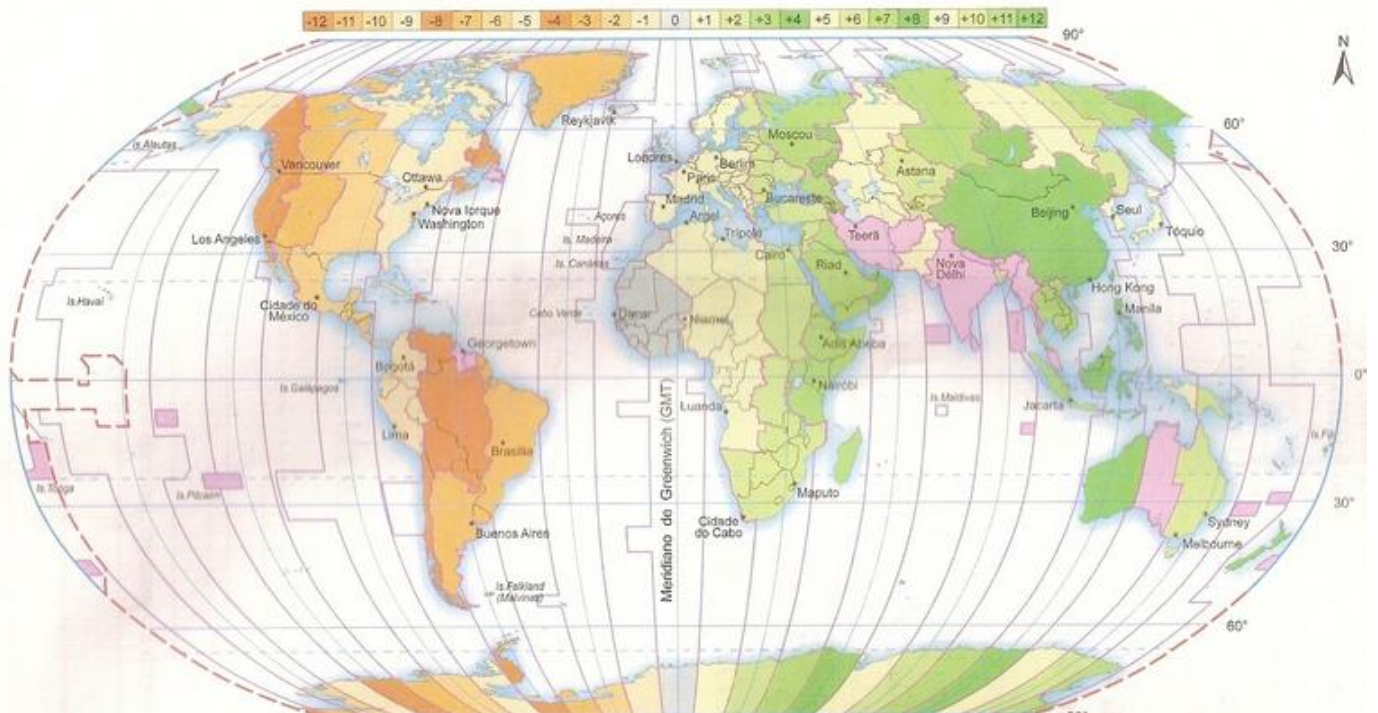 -12 -11 -10 -9 -8 -7 -6 -5 -4 -3 -2 -1 0 +1 +2 +3 +4 +5 +6 +7 +8 +9 +10 +11 +12
90°
N
Reykjavik
Moscou
60°
Is.Aleutas
Vancouver
Londres
Berlim
Ottawa
Paris
Astana
Nova Iorque
Washington
Madrid
Bucareste
Beijing
Seul
Los Angeles
Açores
Argel
Tóquio
Is. Madeira
Trípole
Teerã
30°
Is. Canárias
Cairo
Riad
Nova
Delhi
Is.Havaí
Cidade do
México
Hong Kong
Cabo Verde
Dacar
Niamei
Manila
Georgetown
Adis Abeba
Bogotá
Is.Galápagos
Nairóbi
0°
Is.Maldivas
Luanda
Jacarta
Lima
Brasília
Meridiano de Greenwich (GMT)
Is.Tonga
Is.Pitcairn
Maputo
30°
Cidade
do Cabo
Sydney
Buenos Aires
Melbourne
Is.Falkland
(Malvinas)
60°